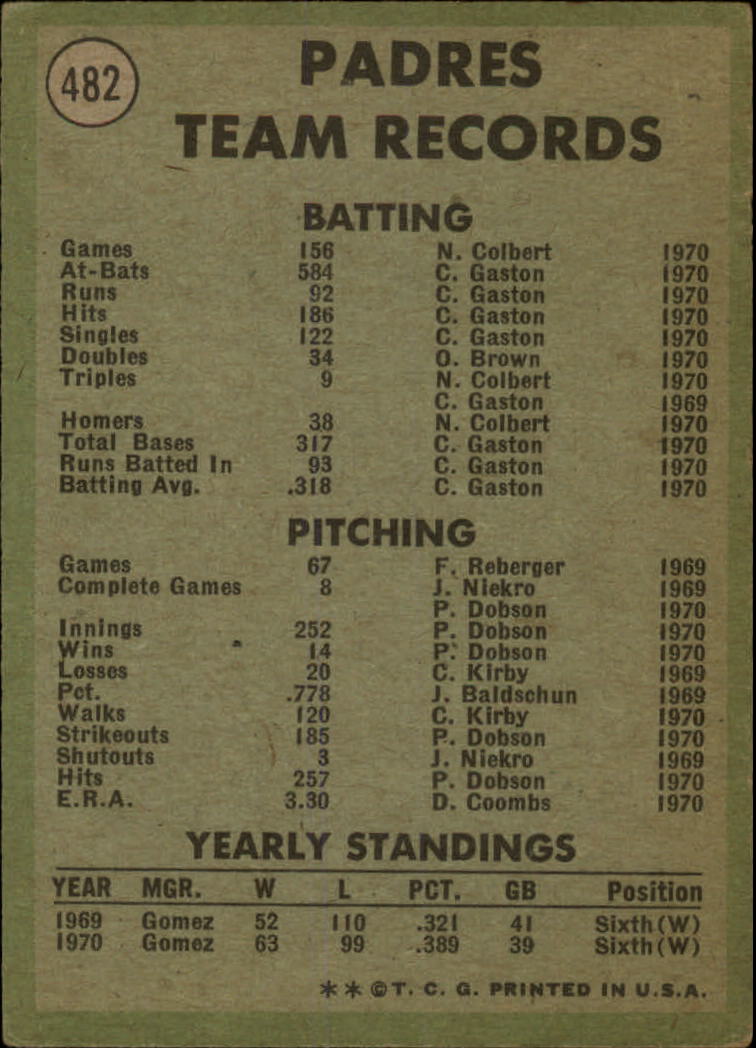 482
PADRES
TEAM RECORDS
BATTING
Games 156 N. Colbert 1970
At-Bats 584 C. Gaston 1970
Runs 92 C. Gaston 1970
Hits 186 C. Gaston 1970
Singles 122 C. Gaston 1970
Doubles 34 O. Brown 1970
Triples 9 N. Colbert 1970
C. Gaston 1969
Homers 38 N. Colbert 1970
Total Bases 317 C. Gaston 1970
Runs Batted In 93 C. Gaston 1970
Batting Avg. .318 C. Gaston 1970
PITCHING
Games 67 F. Reberger 1969
Complete Games 8 J. Niekro 1969
P. Dobson 1970
Innings 252 P. Dobson 1970
Wins 14 P. Dobson 1970
Losses 20 C. Kirby 1969
Pct. .778 J. Baldschun 1969
Walks 120 C. Kirby 1970
Strikeouts 185 P. Dobson 1970
Shutouts 3 J. Niekro 1969
Hits 257 P. Dobson 1970
E.R.A. 3.30 D. Coombs 1970
YEARLY STANDINGS
YEAR MGR. W L PCT. GB Position
1969 Gomez 52 110 .321 41 Sixth (W)
1970 Gomez 63 99 .389 39 Sixth (W)
** © T. C. G. PRINTED IN U.S.A.